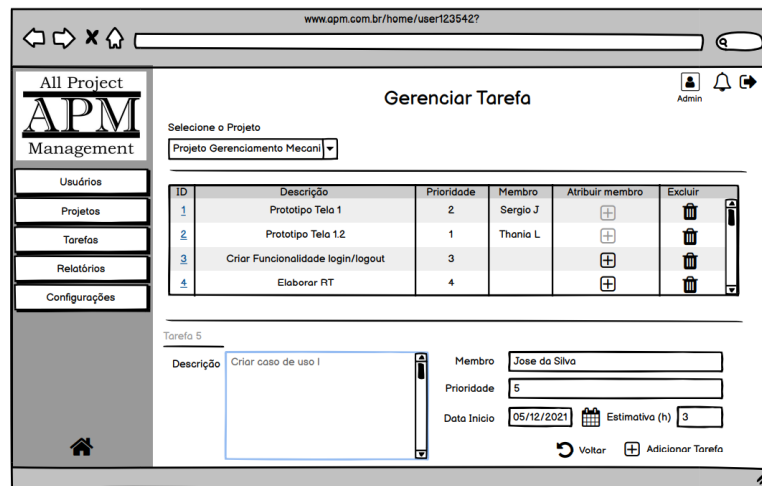 www.apm.com.br/home/user123542?
All Project
APM
Management
Usuários
Projetos
Tarefas
Relatórios
Configurações
Gerenciar Tarefa
Admin
Selecione o Projeto
Projeto Gerenciamento Mecani
ID Descrição Prioridade Membro Atribuir membro Excluir
1 Prototipo Tela 1 2 Sergio J
2 Prototipo Tela 1.2 1 Thania L
3 Criar Funcionalidade login/logout 3
4 Elaborar RT 4
Tarefa 5
Descrição Criar caso de uso |
Membro Jose da Silva
Prioridade 5
Data Inicio 05/12/2021 Estimativa (h) 3
Voltar Adicionar Tarefa